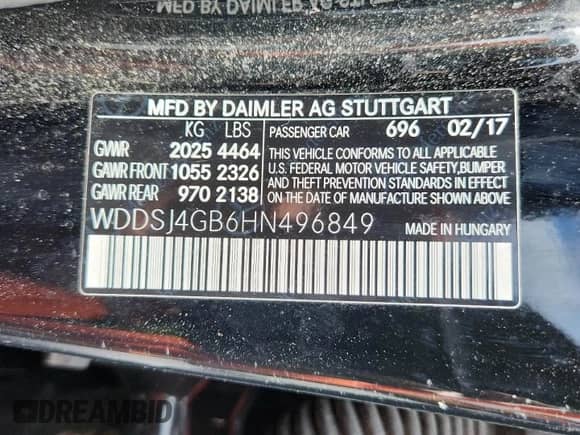 MFD BY DAIMLER AG STUTTGART
KG LBS PASSENGER CAR 696 02/17
GVWR 2025 4464 THIS VEHICLE CONFORMS TO ALL APPLICABLE
GAWR FRONT 1055 2326 U.S. FEDERAL MOTOR VEHICLE SAFETY,BUMPER
GAWR REAR 970 2138 AND THEFT PREVENTION STANDARDS IN EFFECT
ON THE DATE OF MANUFACTURE SHOWN ABOVE.
WDDSJ4GB6HN496849 MADE IN HUNGARY
DREAMBID